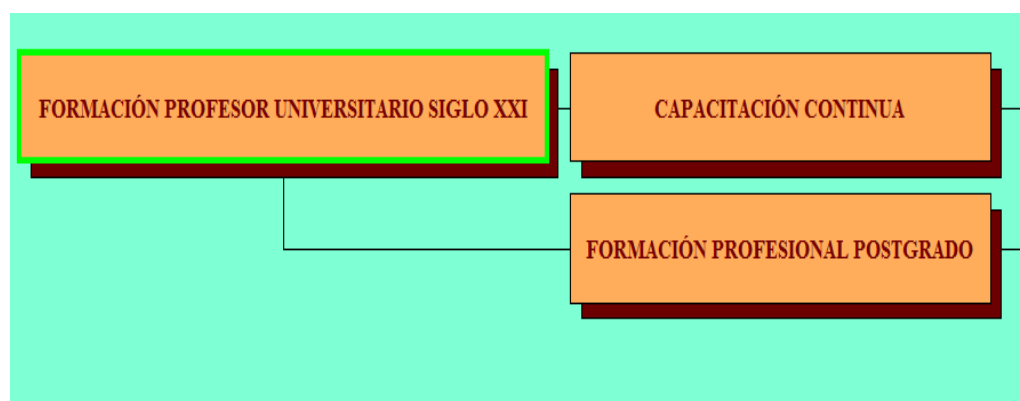 FORMACIÓN PROFESOR UNIVERSITARIO SIGLO XXI
CAPACITACIÓN CONTINUA
FORMACIÓN PROFESIONAL POSTGRADO